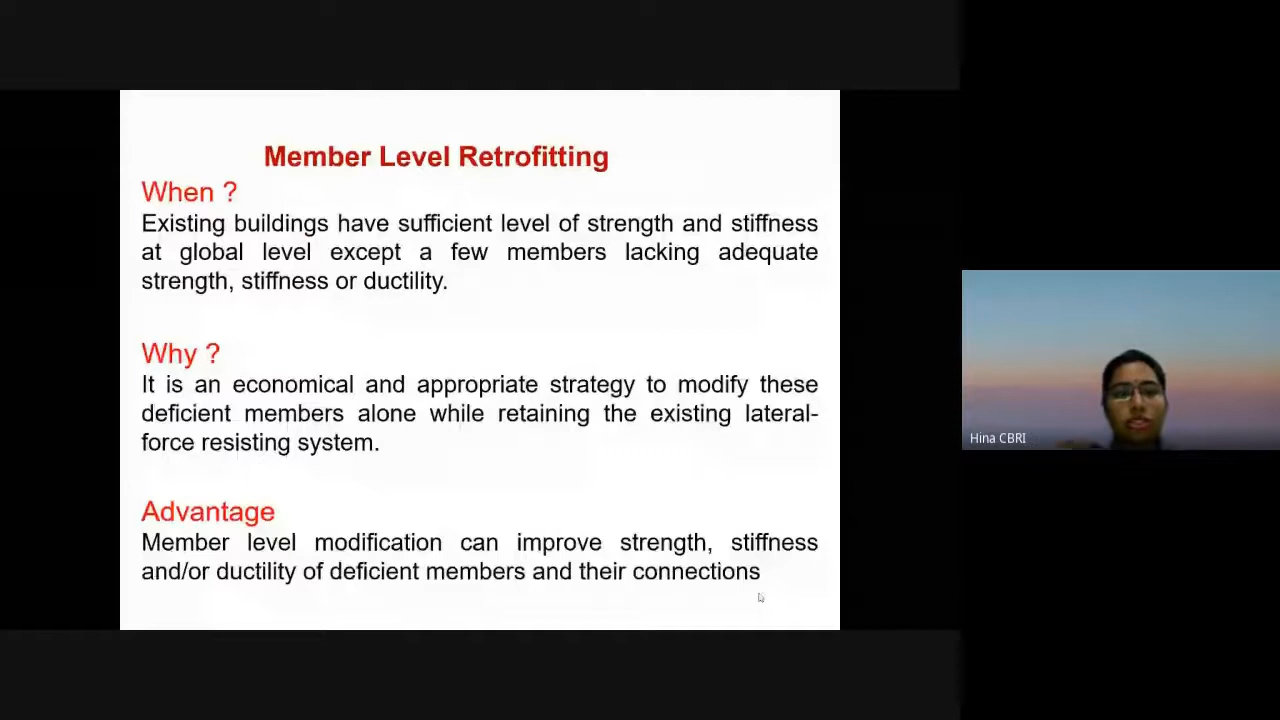 Member Level Retrofitting
When ?
Existing buildings have sufficient level of strength and stiffness
at global level except a few members lacking adequate
strength, stiffness or ductility.
Why ?
It is an economical and appropriate strategy to modify these
deficient members alone while retaining the existing lateral-
force resisting system.
Advantage
Member level modification can improve strength, stiffness
and/or ductility of deficient members and their connections
Hina CBRI